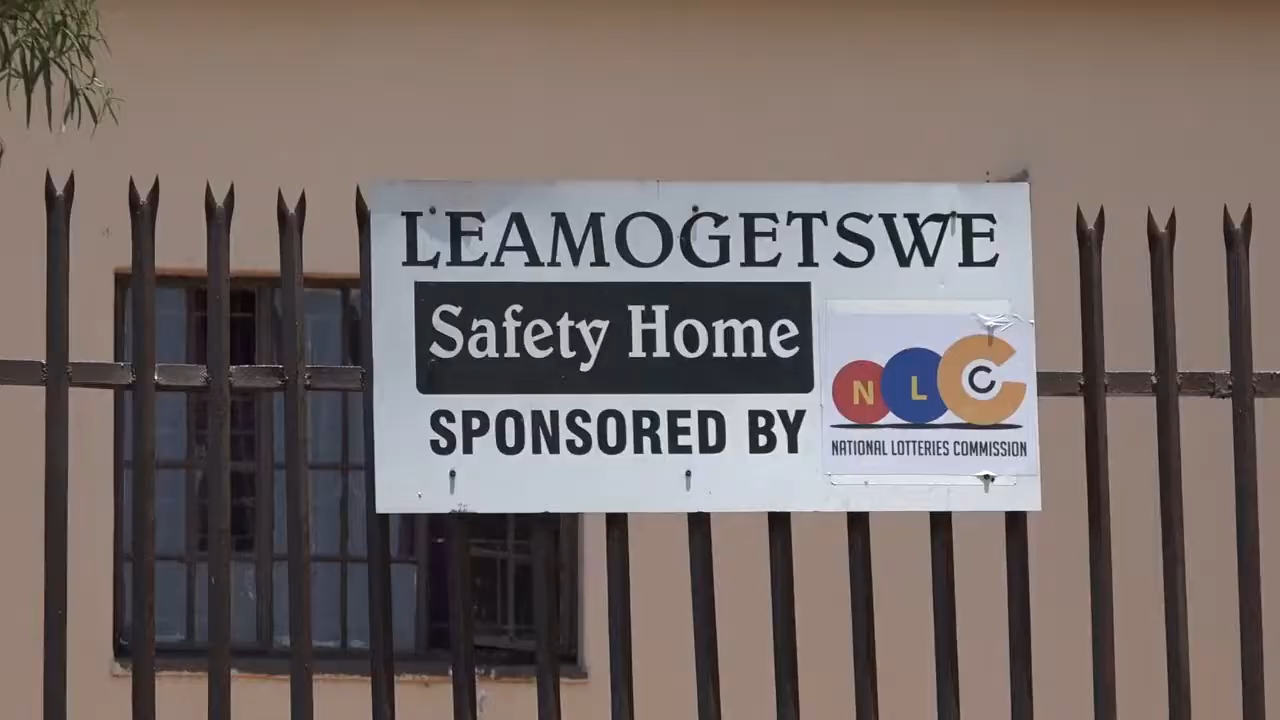 LEAMOGETSWE
Safety Home
SPONSORED BY
N L C C
NATIONAL LOTTERIES COMMISSION